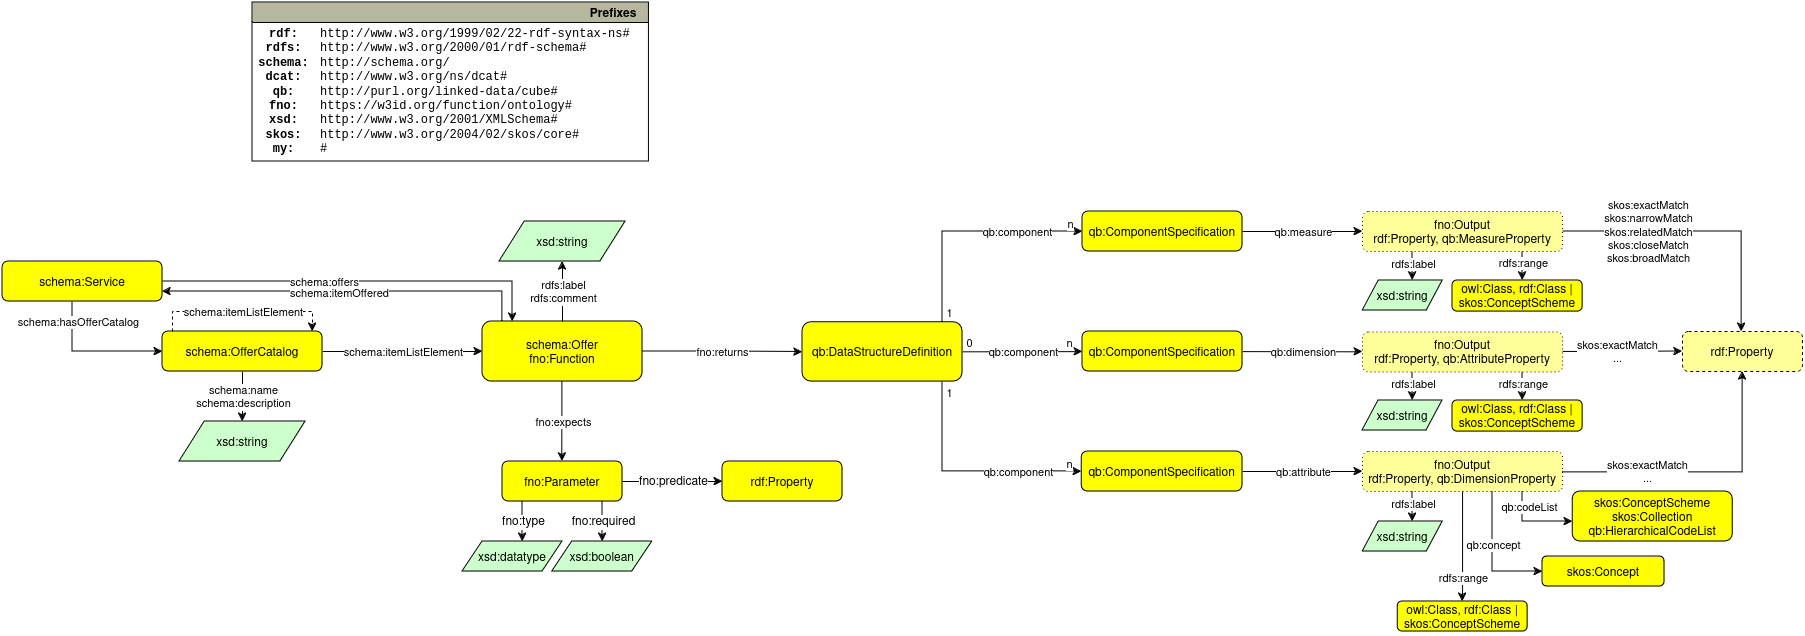 Prefixes
rdf: http://www.w3.org/1999/02/22-rdf-syntax-ns#
rdfs: http://www.w3.org/2000/01/rdf-schema#
schema: http://schema.org/
dcat: http://www.w3.org/ns/dcat#
qb: http://purl.org/linked-data/cube#
fno: https://w3id.org/function/ontology#
xsd: http://www.w3.org/2001/XMLSchema#
skos: http://www.w3.org/2004/02/skos/core#
my: #
schema:Service
schema:offers
schema:itemOffered
schema:hasOfferCatalog
schema:itemListElement
schema:OfferCatalog
schema:itemListElement
schema:name
schema:description
xsd:string
xsd:string
rdfs:label
rdfs:comment
schema:Offer
fno:Function
fno:returns
fno:expects
fno:Parameter
fno:predicate
rdf:Property
fno:type
fno:required
xsd:datatype
xsd:boolean
qb:DataStructureDefinition
1
qb:component
n
qb:ComponentSpecification
qb:measure
fno:Output
rdf:Property, qb:MeasureProperty
skos:exactMatch
skos:narrowMatch
skos:relatedMatch
skos:closeMatch
skos:broadMatch
rdfs:label
rdfs:range
xsd:string
owl:Class, rdf:Class |
skos:ConceptScheme
0
qb:component
n
qb:ComponentSpecification
qb:dimension
fno:Output
rdf:Property, qb:AttributeProperty
skos:exactMatch
...
rdf:Property
rdfs:label
rdfs:range
xsd:string
owl:Class, rdf:Class |
skos:ConceptScheme
1
qb:component
n
qb:ComponentSpecification
qb:attribute
fno:Output
rdf:Property, qb:DimensionProperty
skos:exactMatch
...
rdfs:label
xsd:string
qb:codeList
skos:ConceptScheme
skos:Collection
qb:HierarchicalCodeList
qb:concept
skos:Concept
rdfs:range
owl:Class, rdf:Class |
skos:ConceptScheme